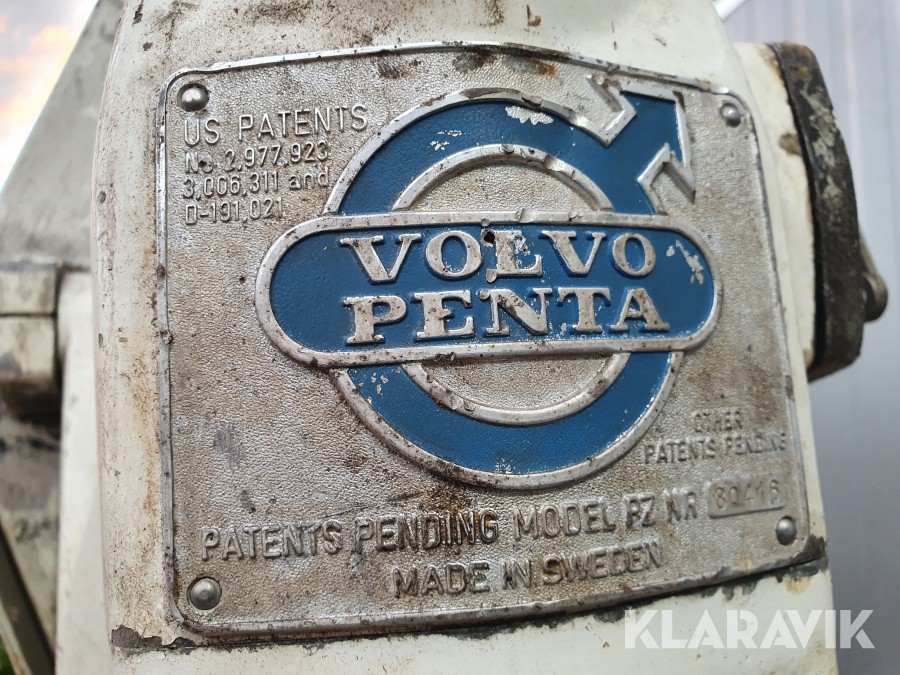 US PATENTS
No 2,977,923
3,006,311 and
D-191,021
VOLVO
PENTA
OTHER
PATENTS PENDING
PATENTS PENDING MODEL PZ NR 30416
MADE IN SWEDEN
KLARAVIK